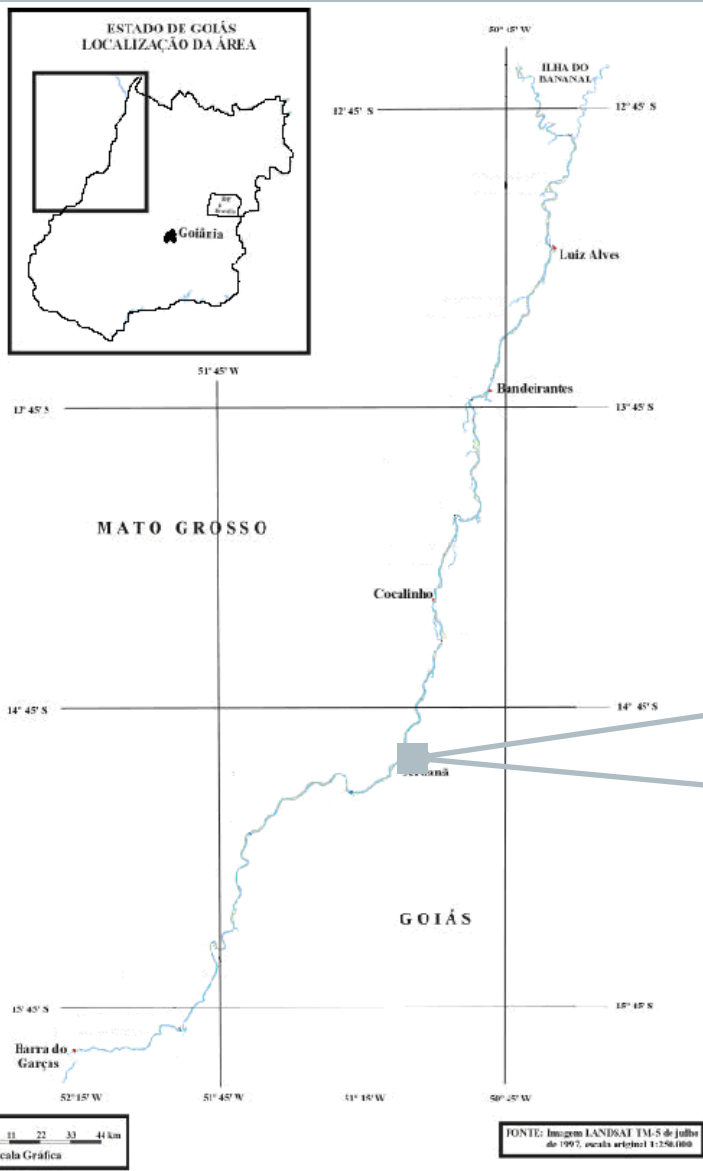 ESTADO DE GOIÁS
LOCALIZAÇÃO DA ÁREA
Goiânia
50° 45' W
ILHA DO
BANANAL
12° 45' S
12° 45' S
Luiz Alves
51° 45' W
Bandeirantes
13° 45' S
13° 45' S
MATO GROSSO
Cocalinho
14° 45' S
14° 45' S
GOIÁS
15° 45' S
15° 45' S
Barra do
Garças
52° 15' W
51° 45' W
51° 15' W
50° 45' W
11 22 33 44 km
Gráfica
FONTE: Imagem LANDSAT TM-5 de julho
de 1997, escala original 1:250.000